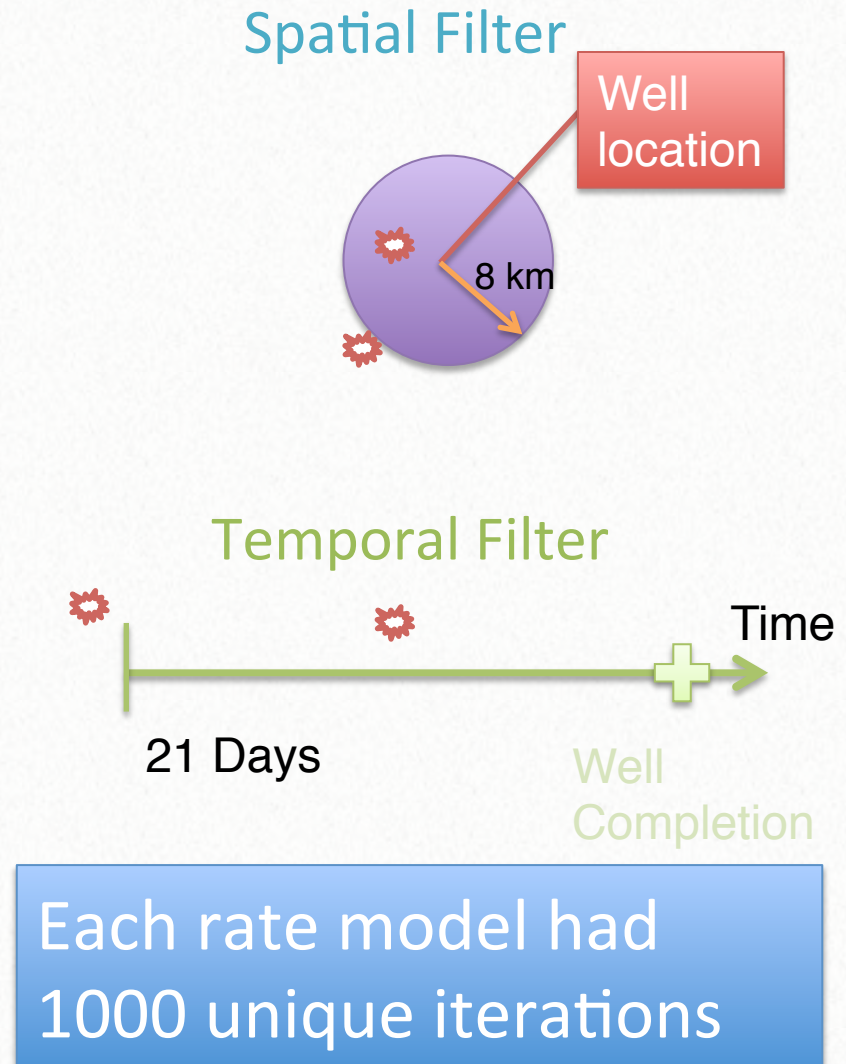 Spatial Filter
Well
location
8 km
Temporal Filter
Time
21 Days
Well
Completion
Each rate model had
1000 unique iterations